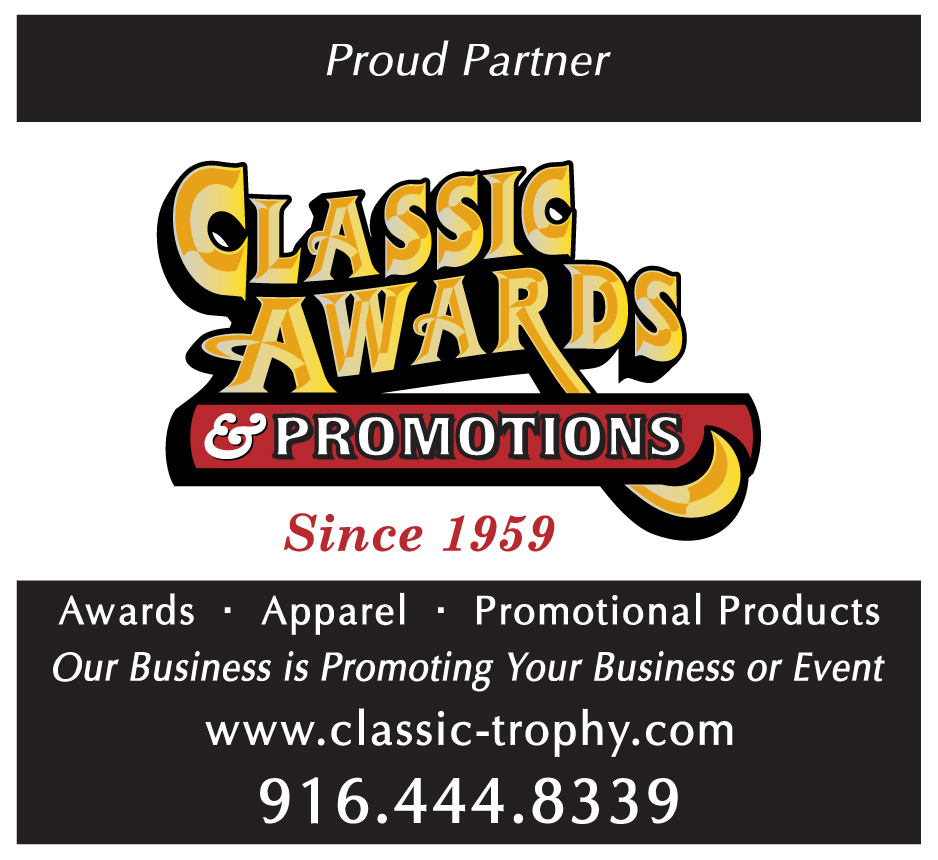 Proud Partner
CLASSIC
AWARDS
& PROMOTIONS
Since 1959
Awards · Apparel · Promotional Products
Our Business is Promoting Your Business or Event
www.classic-trophy.com
916.444.8339